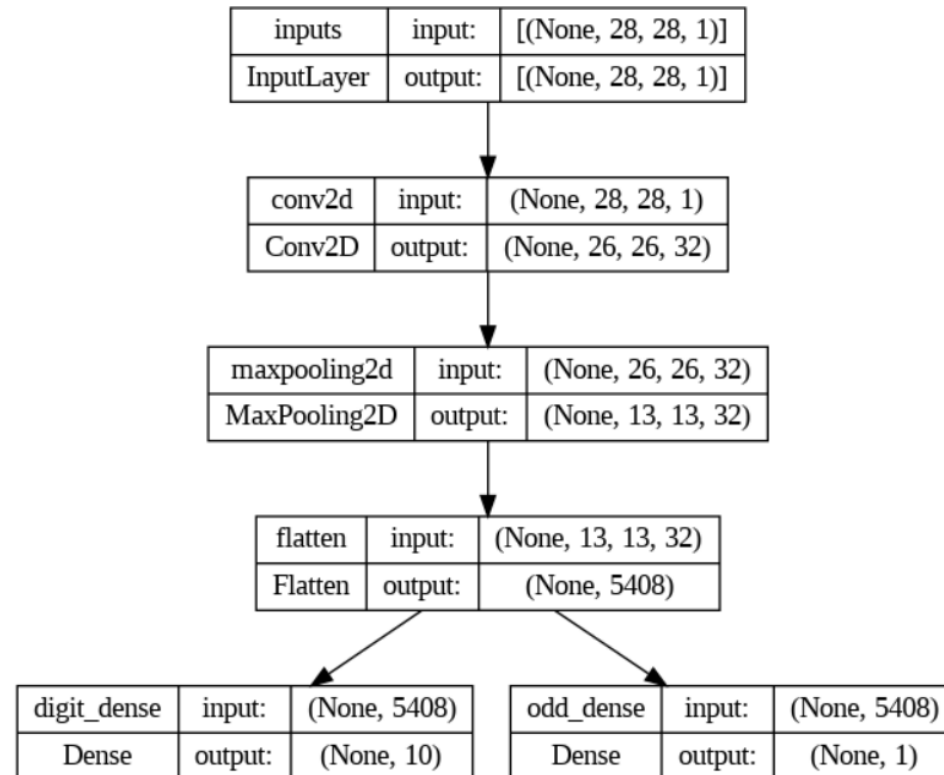 inputs input: [(None, 28, 28, 1)]
InputLayer output: [(None, 28, 28, 1)]
conv2d input: (None, 28, 28, 1)
Conv2D output: (None, 26, 26, 32)
maxpooling2d input: (None, 26, 26, 32)
MaxPooling2D output: (None, 13, 13, 32)
flatten input: (None, 13, 13, 32)
Flatten output: (None, 5408)
digit_dense input: (None, 5408)
Dense output: (None, 10)
odd_dense input: (None, 5408)
Dense output: (None, 1)